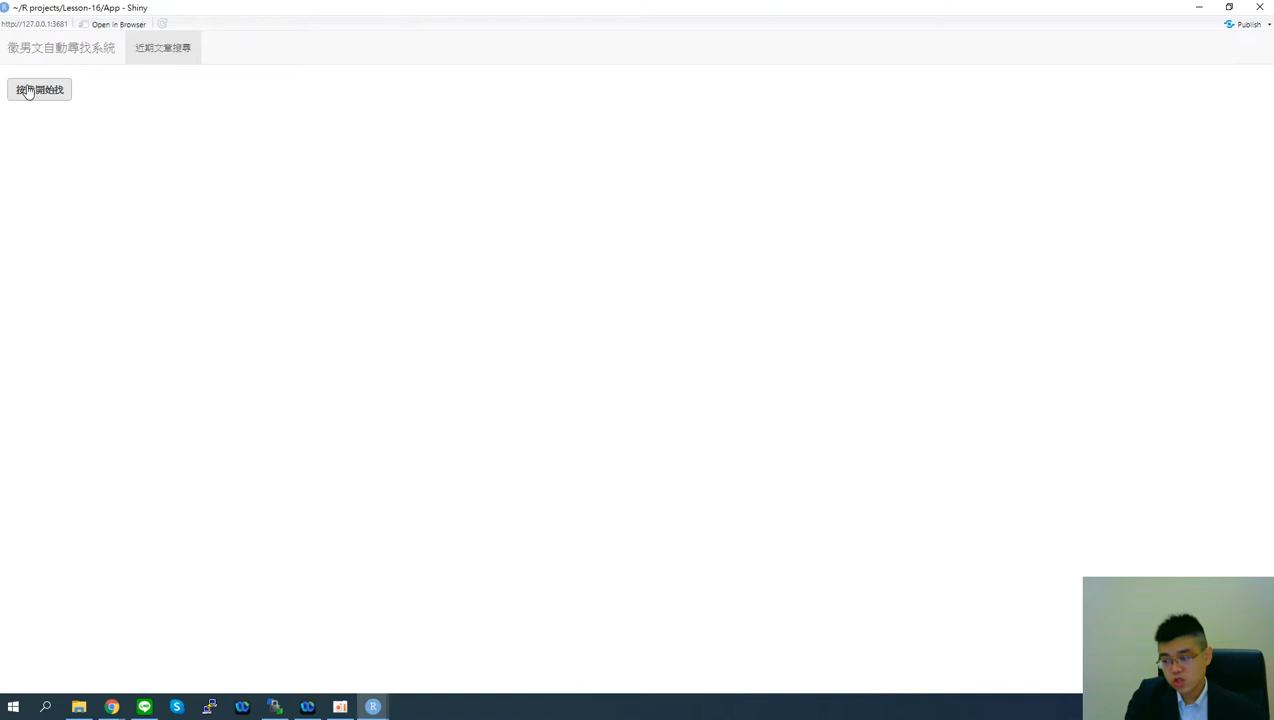 ~/R projects/Lesson-16/App - Shiny
http://127.0.0.1:3681
Open in Browser
Publish
徵男文自動尋找系統
近期文章搜尋
按 開始找